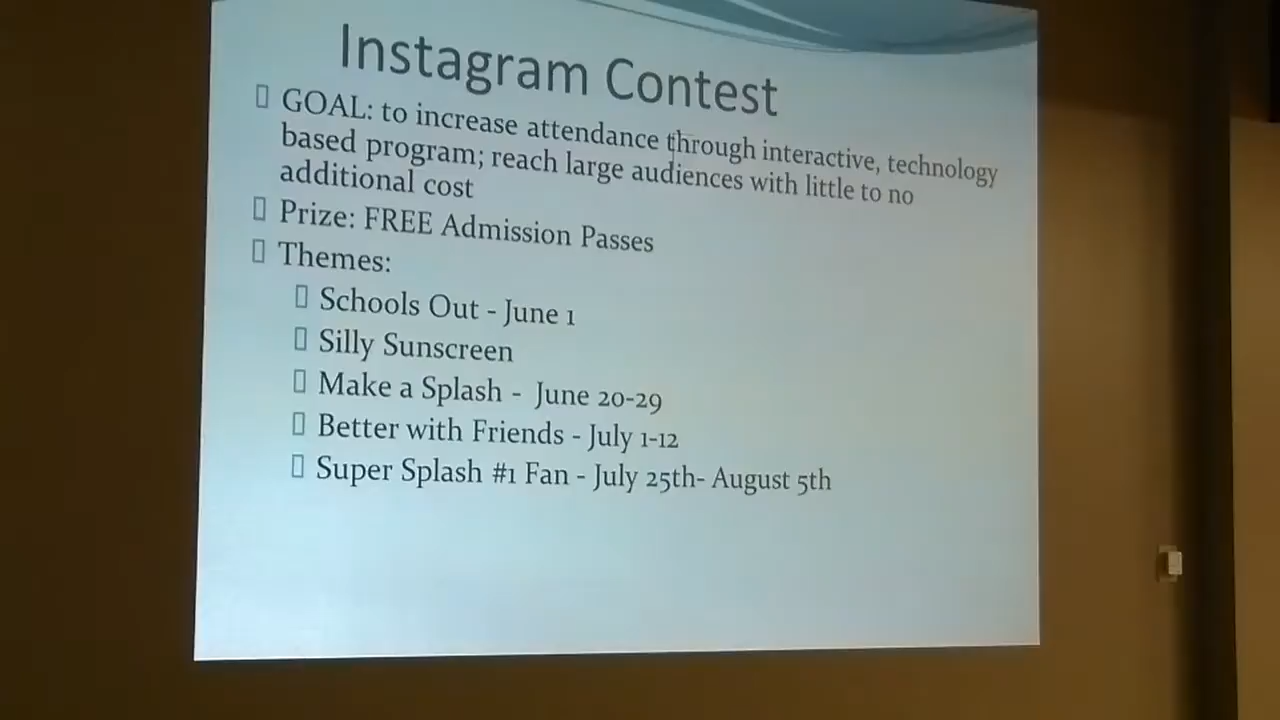 Instagram Contest
GOAL: to increase attendance through interactive, technology
based program; reach large audiences with little to no
additional cost
Prize: FREE Admission Passes
Themes:
Schools Out - June 1
Silly Sunscreen
Make a Splash - June 20-29
Better with Friends - July 1-12
Super Splash #1 Fan - July 25th- August 5th